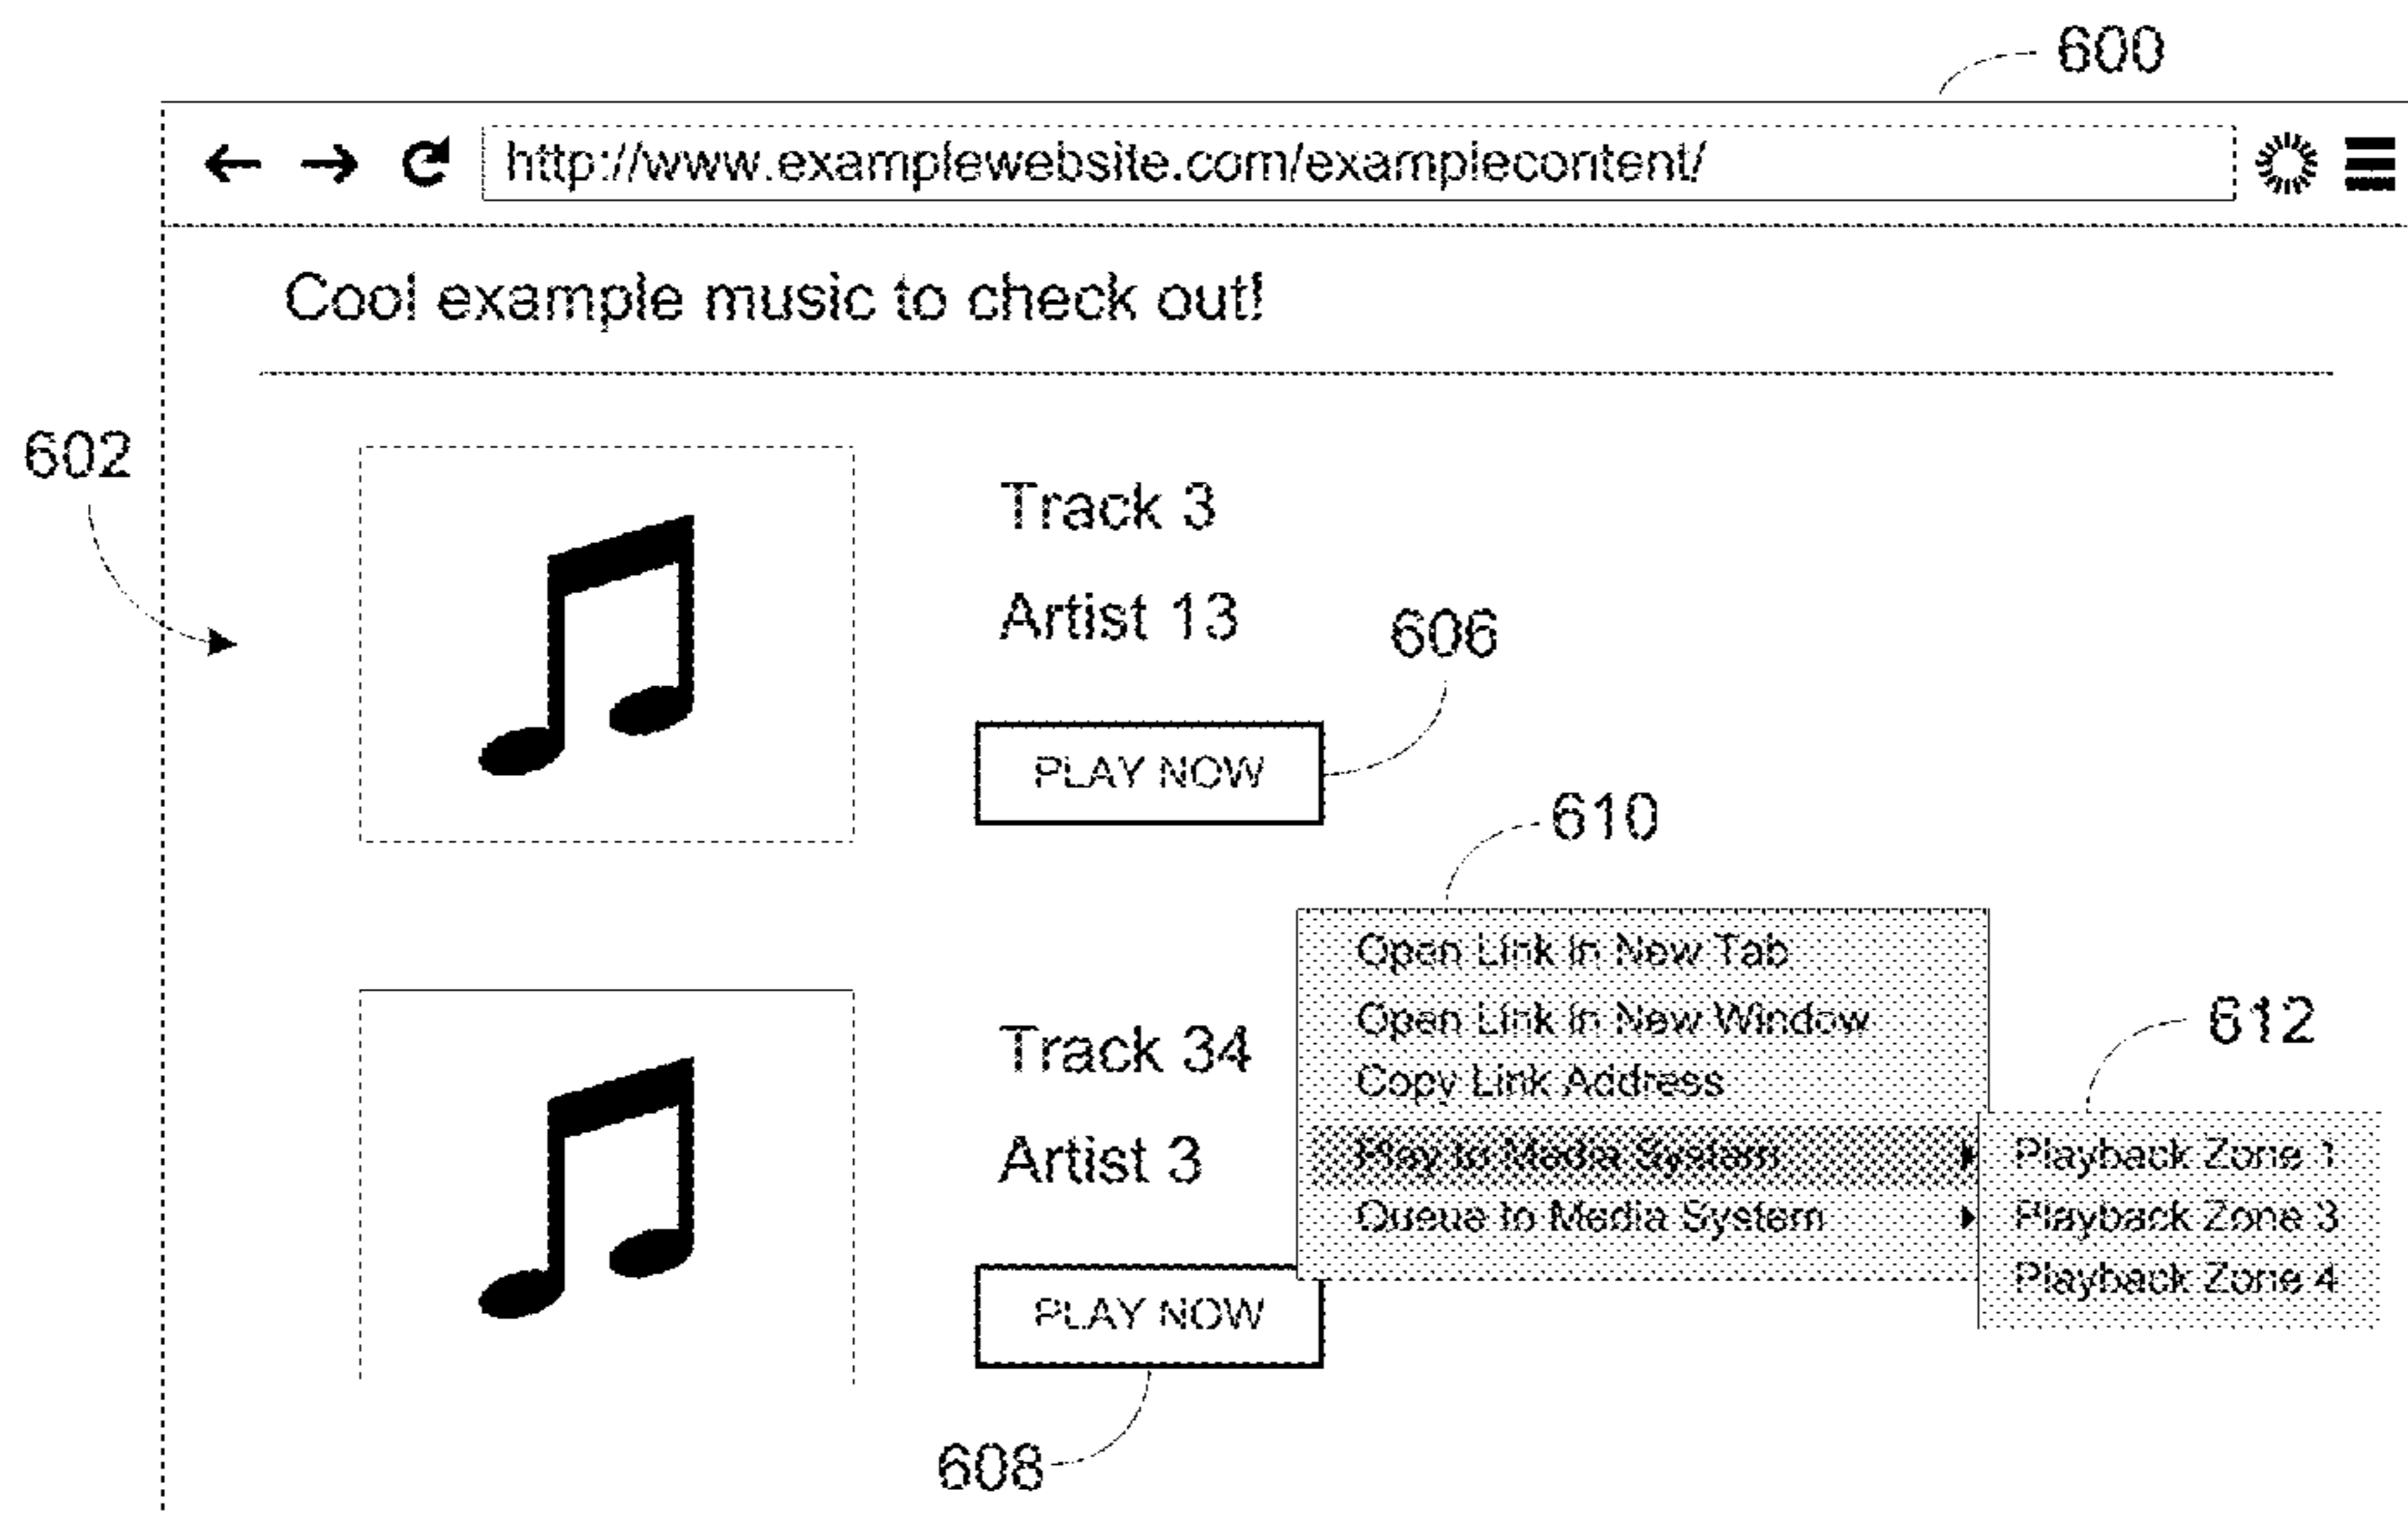 600
http://www.examplewebsite.com/examplecontent/
Cool example music to check out!
602
Track 3
Artist 13
606
PLAY NOW
610
Open Link in New Tab
Open Link in New Window
Copy Link Address
Play to Media System
Queue to Media System
612
Playback Zone 1
Playback Zone 3
Playback Zone 4
Track 34
Artist 3
PLAY NOW
608